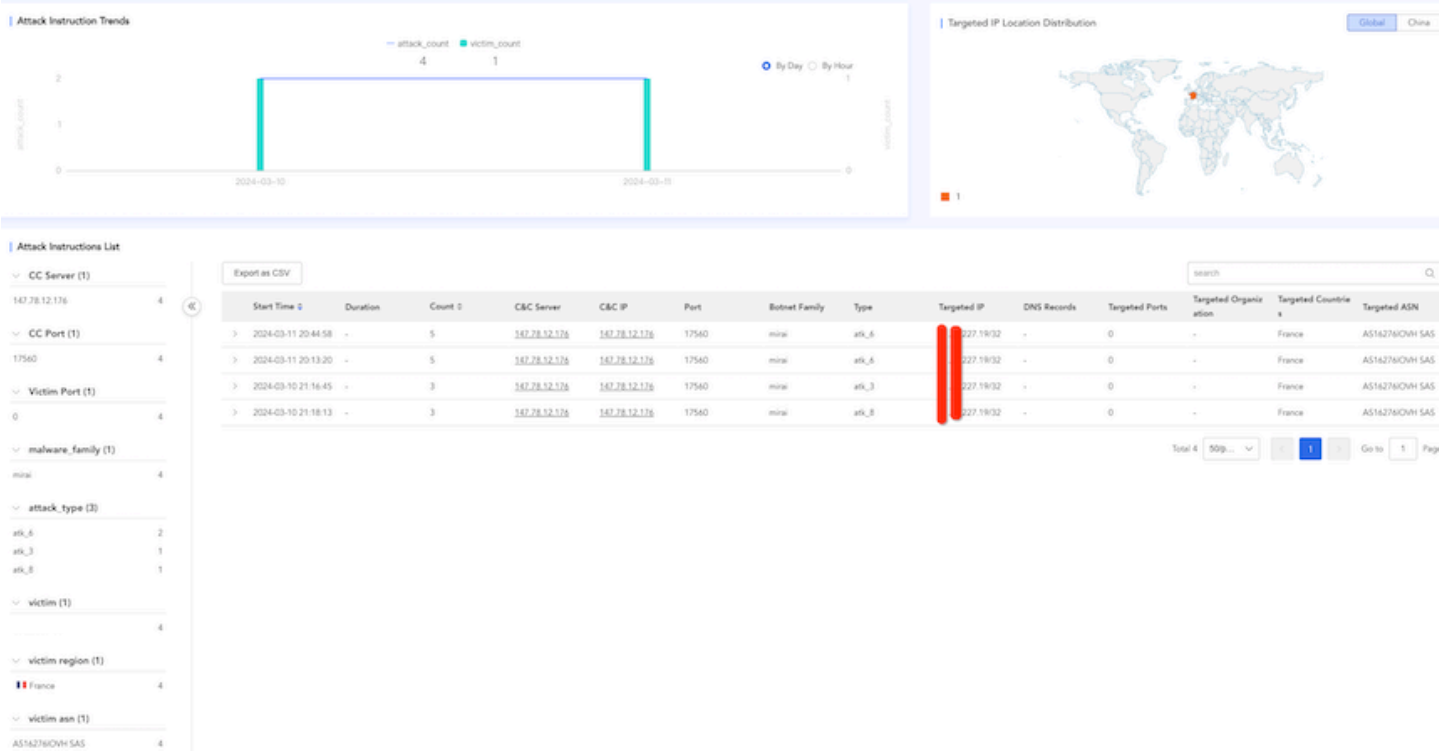 Attack Instruction Trends
attack_count victim_count
4 1
By Day By Hour
2 1
attack_count
victim_count
1
0 0
2024-03-10 2024-03-11
Targeted IP Location Distribution
Global China
1
Attack Instructions List
CC Server (1)
147.78.12.176 4
CC Port (1)
17560 4
Victim Port (1)
0 4
malware_family (1)
mirai 4
attack_type (3)
atk_6 2
atk_3 1
atk_8 1
victim (1)
4
victim region (1)
France 4
victim asn (1)
AS16276|OVH SAS 4
Export as CSV
search
Start Time Duration Count C&C Server C&C IP Port Botnet Family Type Targeted IP DNS Records Targeted Ports Targeted Organiz Targeted Countrie Targeted ASN
ation s
2024-03-11 20:44:58 - 5 147.78.12.176 147.78.12.176 17560 mirai atk_6 227.19/32 - 0 - France AS16276|OVH SAS
2024-03-11 20:13:20 - 5 147.78.12.176 147.78.12.176 17560 mirai atk_6 227.19/32 - 0 - France AS16276|OVH SAS
2024-03-10 21:16:45 - 3 147.78.12.176 147.78.12.176 17560 mirai atk_3 227.19/32 - 0 - France AS16276|OVH SAS
2024-03-10 21:18:13 - 3 147.78.12.176 147.78.12.176 17560 mirai atk_8 227.19/32 - 0 - France AS16276|OVH SAS
Total 4 50/p... 1 Go to 1 Page